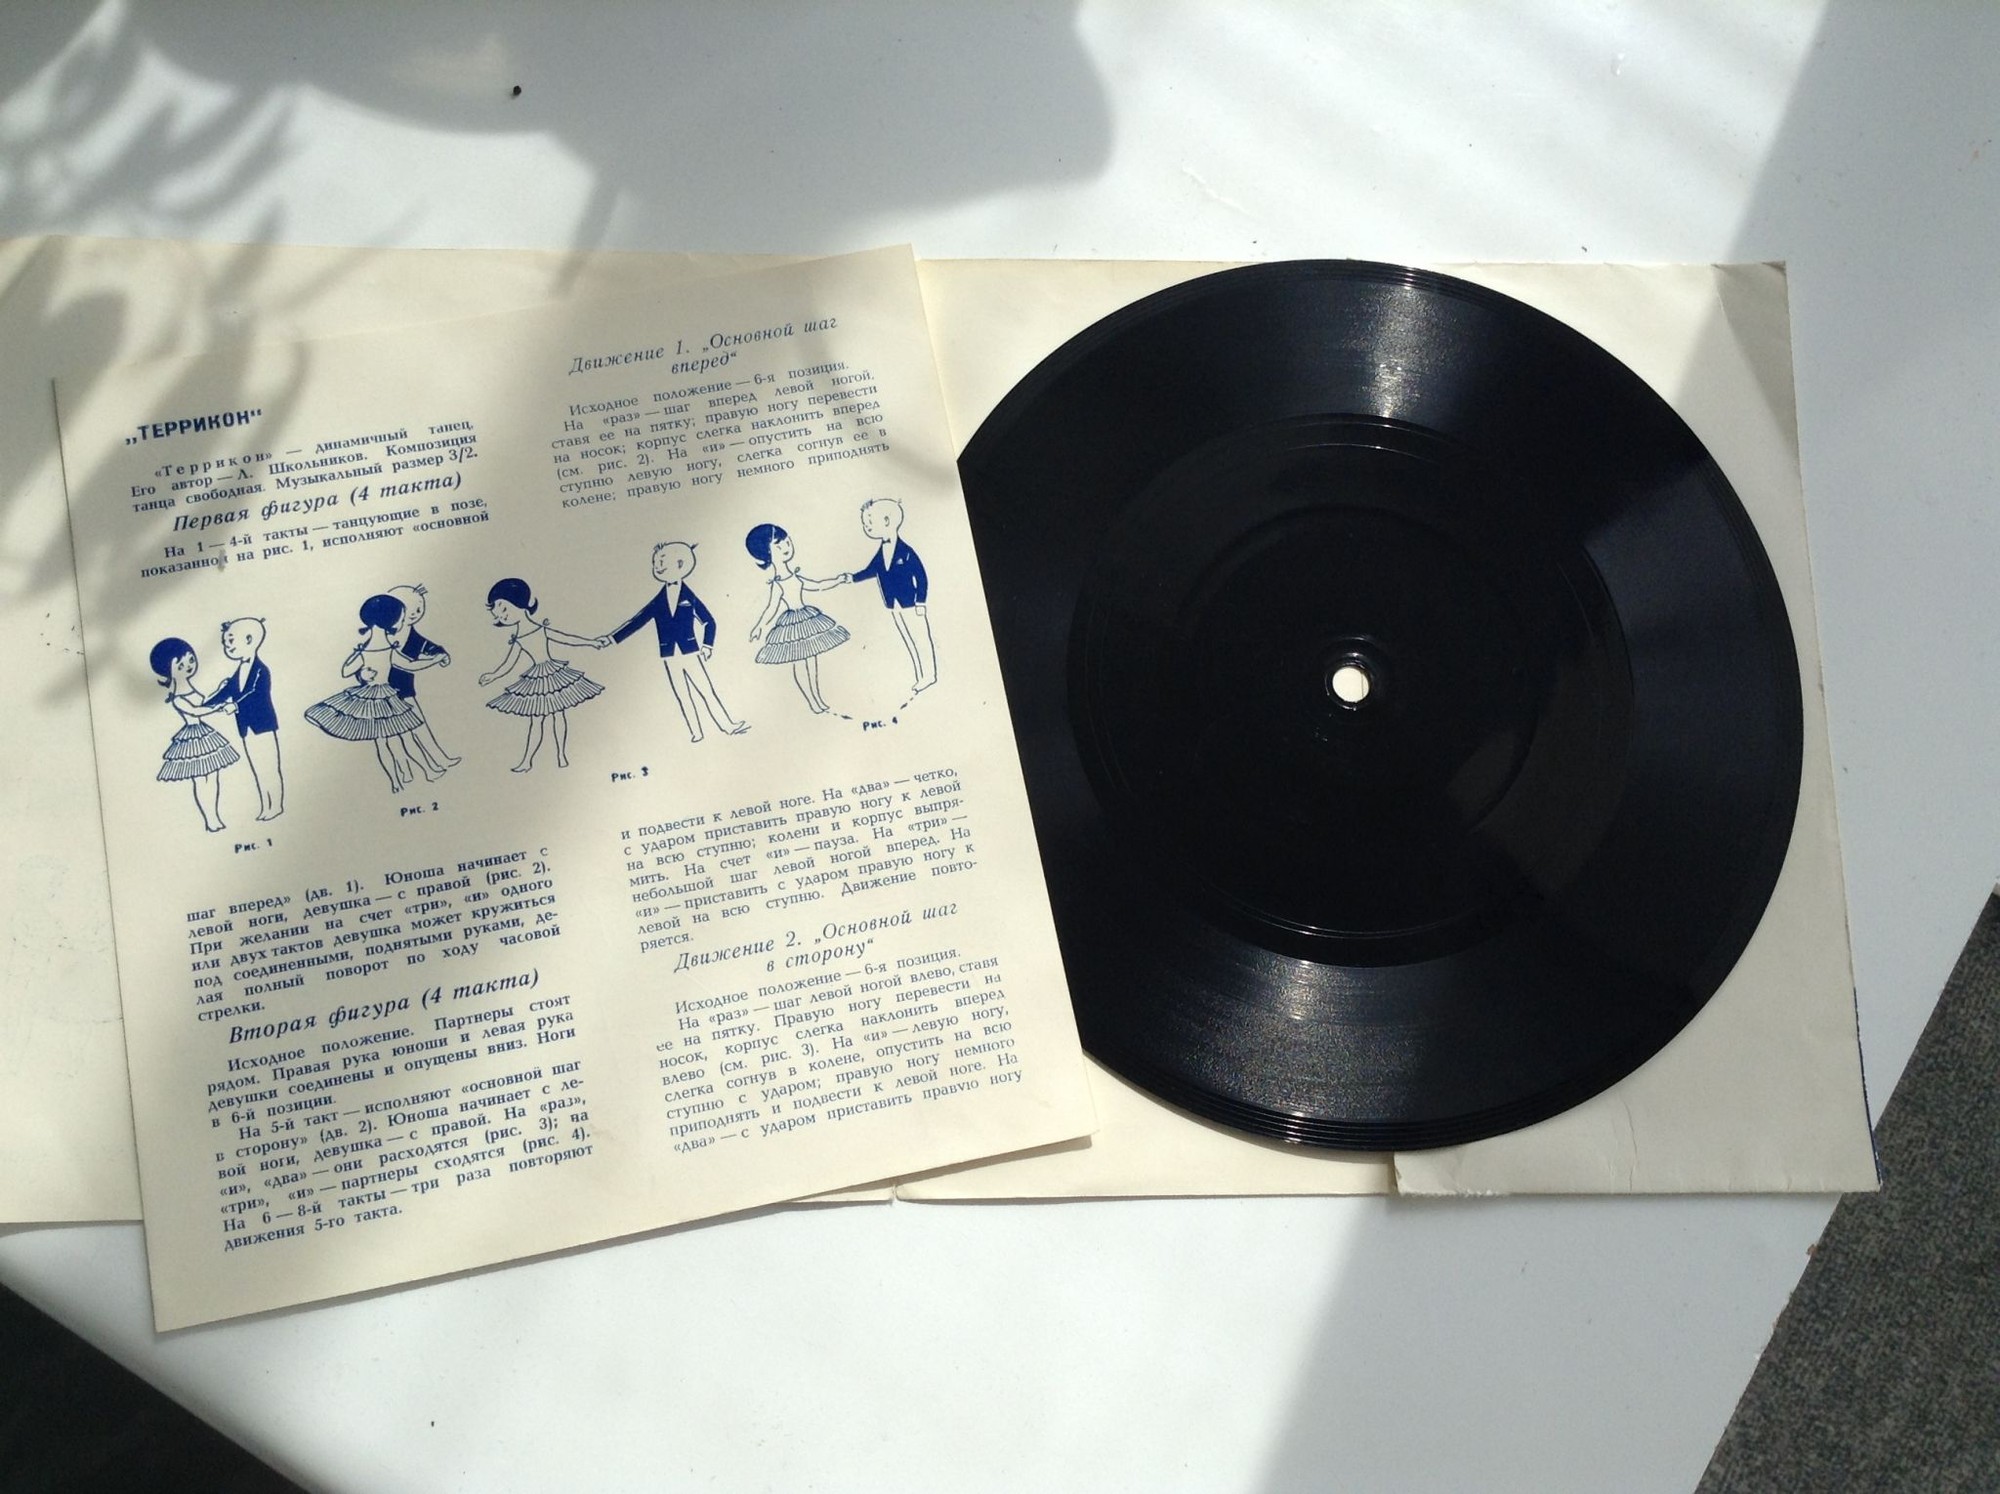 „ТЕРРИКОН“
«Террикон» — динамичный танец,
Его автор — Л. Школьников. Композиция
танца свободная. Музыкальный размер 3/2.
Первая фигура (4 такта)
На 1 — 4-й такты — танцующие в позе,
показанной на рис. 1, исполняют «основной
Рис. 1
Рис. 2
шаг вперед» (дв. 1). Юноша начинает с
левой ноги, девушка — с правой (рис. 2).
При желании на счет «три», «и» одного
или двух тактов девушка может кружиться
под соединенными, поднятыми руками, де-
лая полный поворот по ходу часовой
стрелки.
Вторая фигура (4 такта)
Исходное положение. Партнеры стоят
рядом. Правая рука юноши и левая рука
девушки соединены и опущены вниз. Ноги
в 6-й позиции.
На 5-й такт — исполняют «основной шаг
в сторону» (дв. 2). Юноша начинает с ле-
вой ноги, девушка — с правой. На «раз»,
«и», «два» — они расходятся (рис. 3); на
«три», «и» — партнеры сходятся (рис. 4).
На 6 — 8-й такты — три раза повторяют
движения 5-го такта.
Движение 1. „Основной шаг
вперед“
Исходное положение — 6-я позиция.
На «раз» — шаг вперед левой ногой.
ставя ее на пятку; правую ногу перевести
на носок; корпус слегка наклонить вперед
(см. рис. 2). На «и» — опустить на всю
ступню левую ногу, слегка согнув ее в
колене; правую ногу немного приподнять
Рис. 3
Рис. 4
и подвести к левой ноге. На «два» — четко,
с ударом приставить правую ногу к левой
на всю ступню; колени и корпус выпря-
мить. На счет «и» — пауза. На «три» —
небольшой шаг левой ногой вперед. На
«и» — приставить с ударом правую ногу к
левой на всю ступню. Движение повто-
ряется.
Движение 2. „Основной шаг
в сторону“
Исходное положение — 6-я позиция.
На «раз» — шаг левой ногой влево, ставя
ее на пятку. Правую ногу перевести на
носок, корпус слегка наклонить вперед
влево (см. рис. 3). На «и» — левую ногу,
слегка согнув в колене, опустить на всю
ступню с ударом; правую ногу немного
приподнять и подвести к левой ноге. На
«два» — с ударом приставить правую ногу